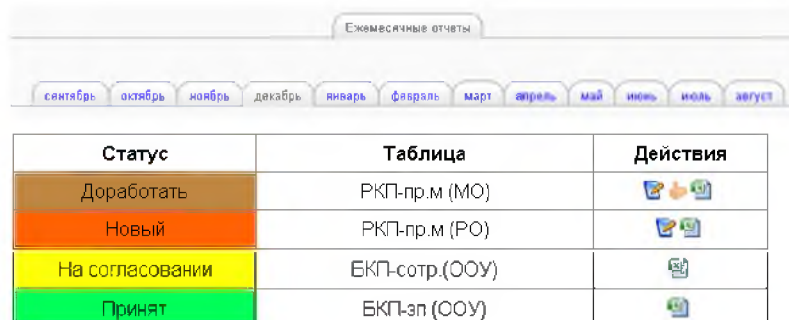 Ежемесячные отчеты
сентябрь октябрь ноябрь декабрь январь февраль март апрель май июнь июль август
Статус Таблица Действия
Доработать РКП-пр.м (МО)
Новый РКП-пр.м (РО)
На согласовании БКП-сотр.(ООУ)
Принят БКП-зп (ООУ)